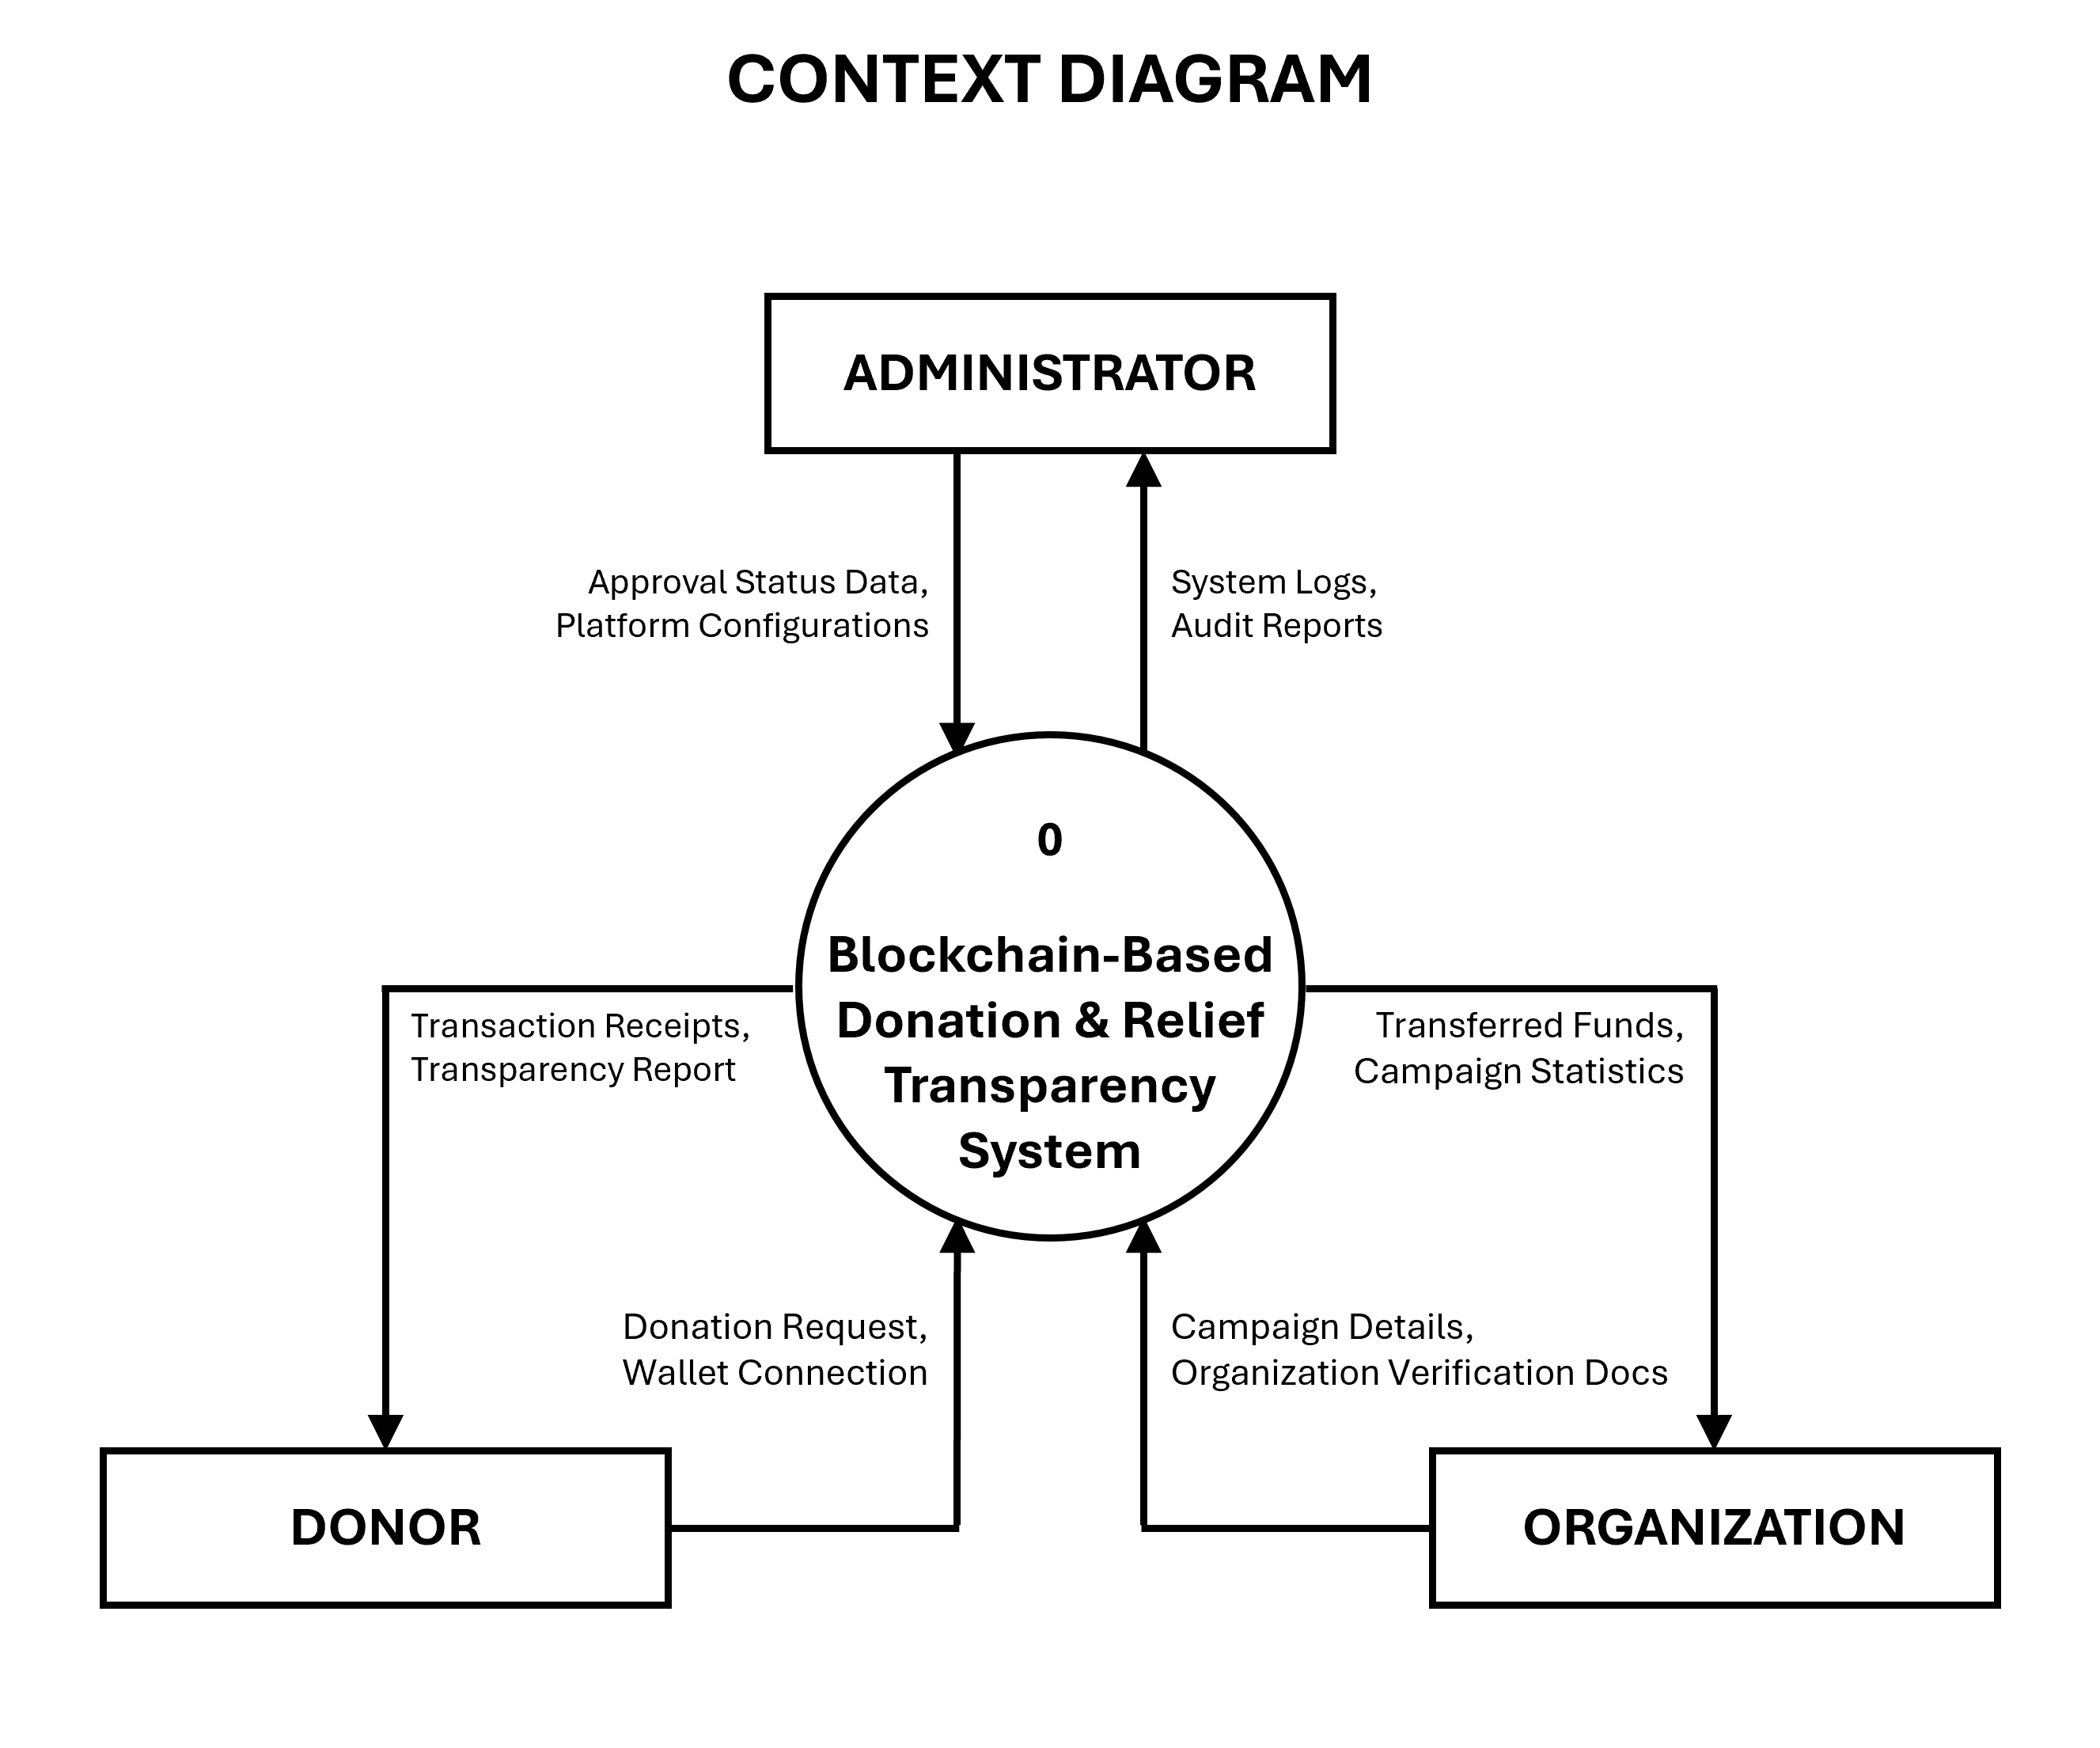 CONTEXT DIAGRAM
ADMINISTRATOR
Approval Status Data,
Platform Configurations
System Logs,
Audit Reports
0
Blockchain-Based
Donation & Relief
Transparency
System
Transaction Receipts,
Transparency Report
Transferred Funds,
Campaign Statistics
Donation Request,
Wallet Connection
Campaign Details,
Organization Verification Docs
DONOR
ORGANIZATION